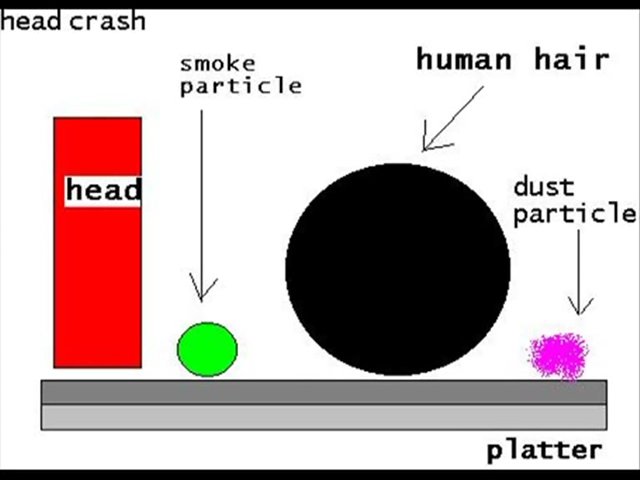 head crash
smoke
particle
human hair
head
dust
particle
platter